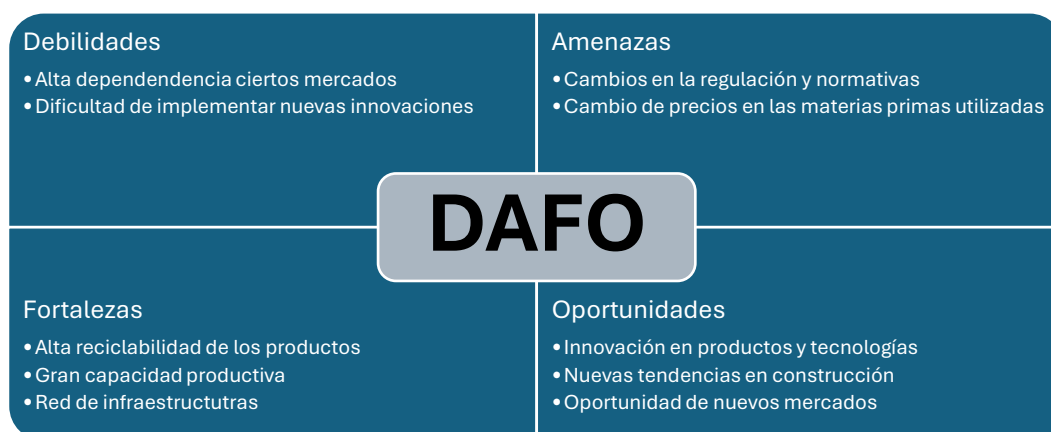 Debilidades
•Alta dependendencia ciertos mercados
•Dificultad de implementar nuevas innovaciones
Amenazas
•Cambios en la regulación y normativas
•Cambio de precios en las materias primas utilizadas
DAFO
Fortalezas
•Alta reciclabilidad de los productos
•Gran capacidad productiva
•Red de infraestructutras
Oportunidades
•Innovación en productos y tecnologías
•Nuevas tendencias en construcción
•Oportunidad de nuevos mercados